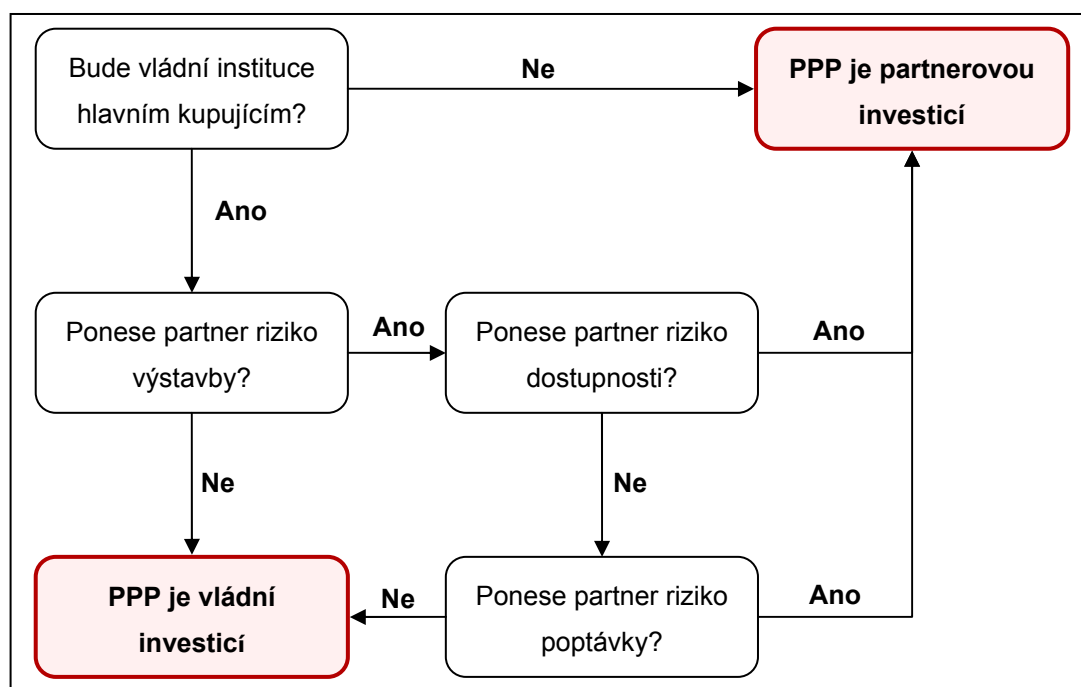 Bude vládní instituce
hlavním kupujícím?
Ne
PPP je partnerovou
investicí
Ano
Ponese partner riziko
výstavby?
Ano
Ponese partner riziko
dostupnosti?
Ano
Ne
Ne
PPP je vládní
investicí
Ne
Ponese partner riziko
poptávky?
Ano